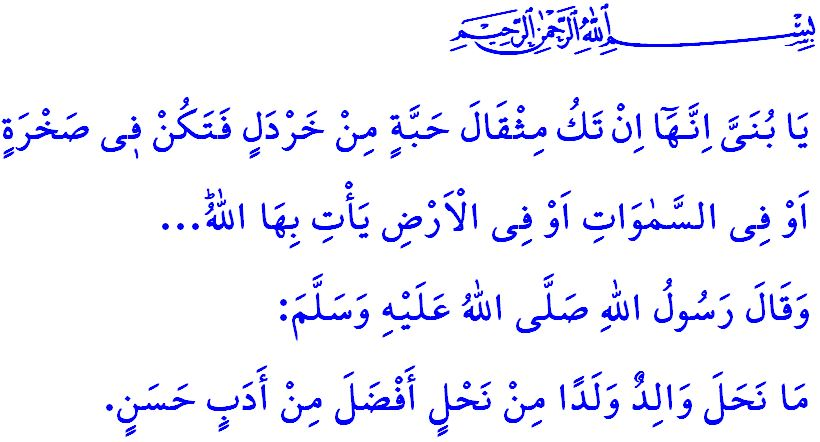 بِسْمِ اللّٰهِ الرَّحْمٰنِ الرَّحِيمِ
يَا بُنَىَّ اِنَّهَٓا اِنْ تَكُ مِثْقَالَ حَبَّةٍ مِنْ خَرْدَلٍ فَتَكُنْ ف۪ى صَخْرَةٍ
اَوْ فِى السَّمٰوَاتِ اَوْ فِى الْاَرْضِ يَأْتِ بِهَا اللّٰهُۜ...
وَقَالَ رَسُولُ اللّٰهِ صَلَّى اللّٰهُ عَلَيْهِ وَسَلَّمَ:
مَا نَحَلَ وَالِدٌ وَلَدًا مِنْ نَحْلٍ أَفْضَلَ مِنْ أَدَبٍ حَسَنٍ.